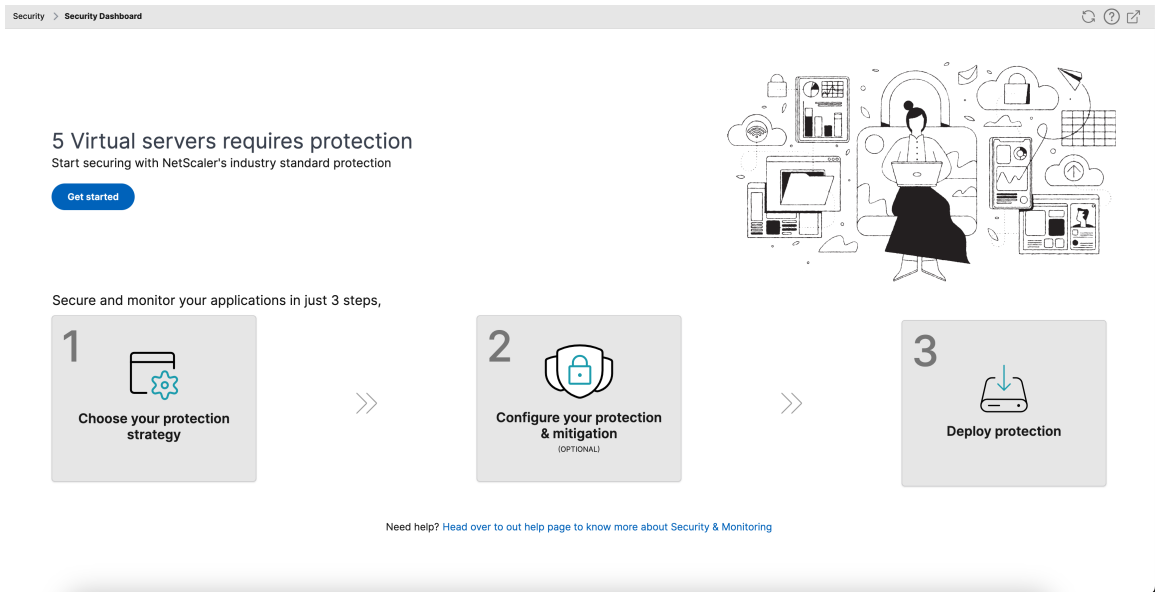 Security > Security Dashboard
5 Virtual servers requires protection
Start securing with NetScaler's industry standard protection
Get started
Secure and monitor your applications in just 3 steps,
1
Choose your protection
strategy
2
Configure your protection
& mitigation
(OPTIONAL)
3
Deploy protection
Need help? Head over to out help page to know more about Security & Monitoring